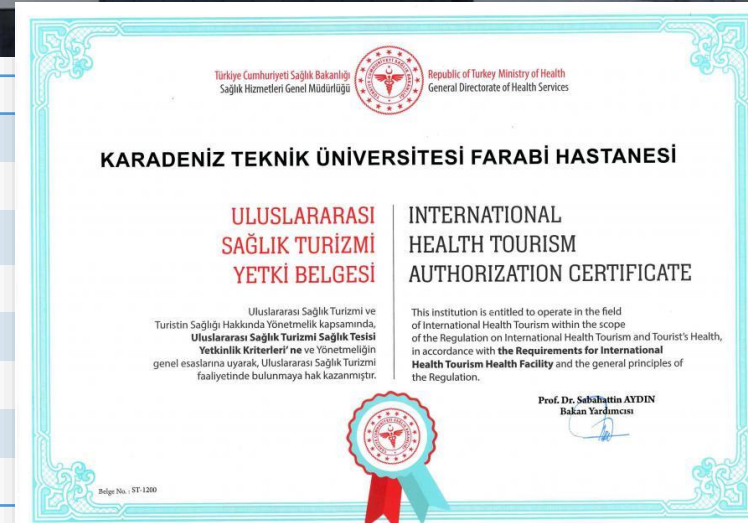 Türkiye Cumhuriyeti Sağlık Bakanlığı
Sağlık Hizmetleri Genel Müdürlüğü
Republic of Turkey Ministry of Health
General Directorate of Health Services
KARADENİZ TEKNİK ÜNİVERSİTESİ FARABİ HASTANESİ
ULUSLARARASI
SAĞLIK TURİZMİ
YETKİ BELGESİ
INTERNATIONAL
HEALTH TOURISM
AUTHORIZATION CERTIFICATE
Uluslararası Sağlık Turizmi ve
Turistin Sağlığı Hakkında Yönetmelik kapsamında,
Uluslararası Sağlık Turizmi Sağlık Tesisi
Yetkinlik Kriterleri' ne ve Yönetmeliğin
genel esaslarına uyarak, Uluslararası Sağlık Turizmi
faaliyetinde bulunmaya hak kazanmıştır.
This institution is entitled to operate in the field
of International Health Tourism within the scope
of the Regulation on International Health Tourism and Tourist's Health,
in accordance with the Requirements for International
Health Tourism Health Facility and the general principles of
the Regulation.
Prof. Dr. Sabahattin AYDIN
Bakan Yardımcısı
Belge No. : ST-1200